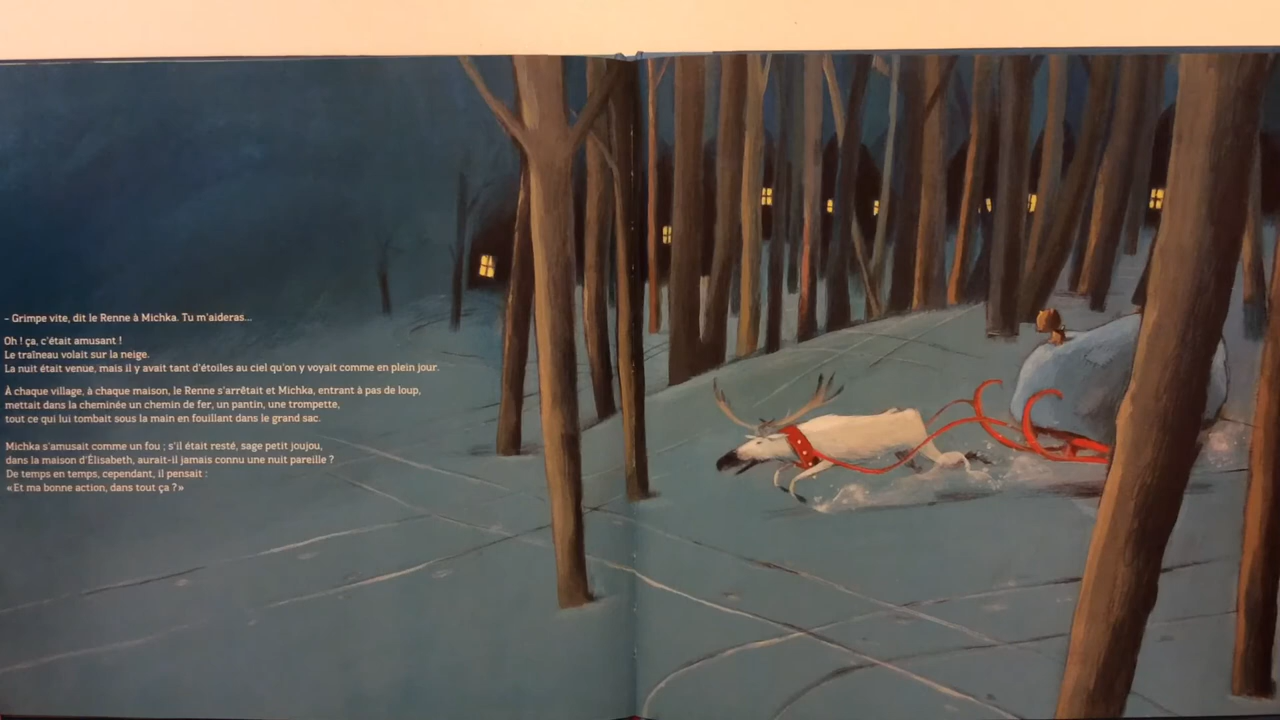 - Grimpe vite, dit le Renne à Michka. Tu m'aideras...
Oh ! ça, c'était amusant !
Le traîneau volait sur la neige.
La nuit était venue, mais il y avait tant d'étoiles au ciel qu'on y voyait comme en plein jour.
À chaque village, à chaque maison, le Renne s'arrêtait et Michka, entrant à pas de loup,
mettait dans la cheminée un chemin de fer, un pantin, une trompette,
tout ce qui lui tombait sous la main en fouillant dans le grand sac.
Michka s'amusait comme un fou ; s'il était resté, sage petit joujou,
dans la maison d'Élisabeth, aurait-il jamais connu une nuit pareille ?
De temps en temps, cependant, il pensait :
«Et ma bonne action, dans tout ça ?»